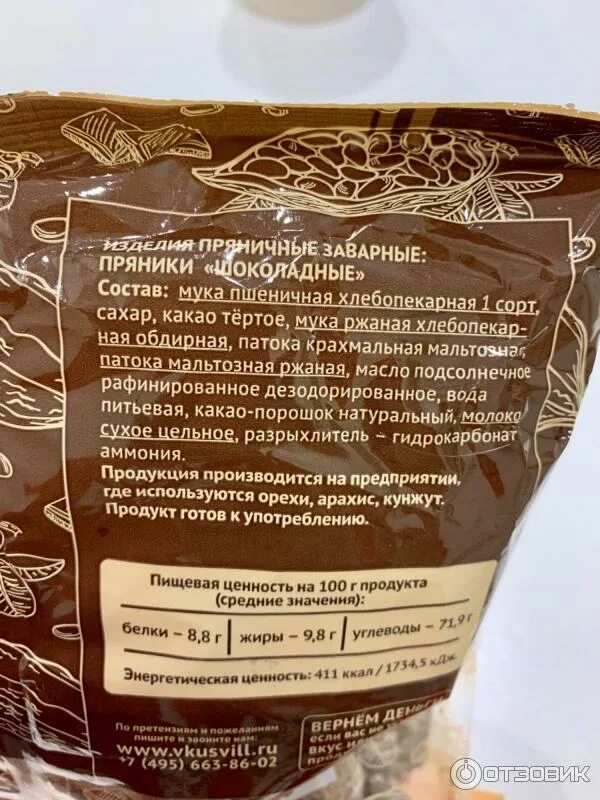 ИЗДЕЛИЯ ПРЯНИЧНЫЕ ЗАВАРНЫЕ:
ПРЯНИКИ «ШОКОЛАДНЫЕ»
Состав: мука пшеничная хлебопекарная 1 сорт,
сахар, какао тёртое, мука ржаная хлебопекар-
ная обдирная, патока крахмальная мальтозная,
патока мальтозная ржаная, масло подсолнечное
рафинированное дезодорированное, вода
питьевая, какао-порошок натуральный, молоко
сухое цельное, разрыхлитель – гидрокарбонат
аммония.
Продукция производится на предприятии,
где используются орехи, арахис, кунжут.
Продукт готов к употреблению.
Пищевая ценность на 100 г продукта
(средние значения):
белки – 8,8 г жиры – 9,8 г углеводы – 71,9 г
Энергетическая ценность: 411 ккал / 1734,5 кДж.
По претензиям и пожеланиям
пишите и звоните нам:
www.vkusvill.ru
+7 (495) 663-86-02
ВЕРНЁМ ДЕНЬГИ
если вас не
вкус или
ОТЗОВИК